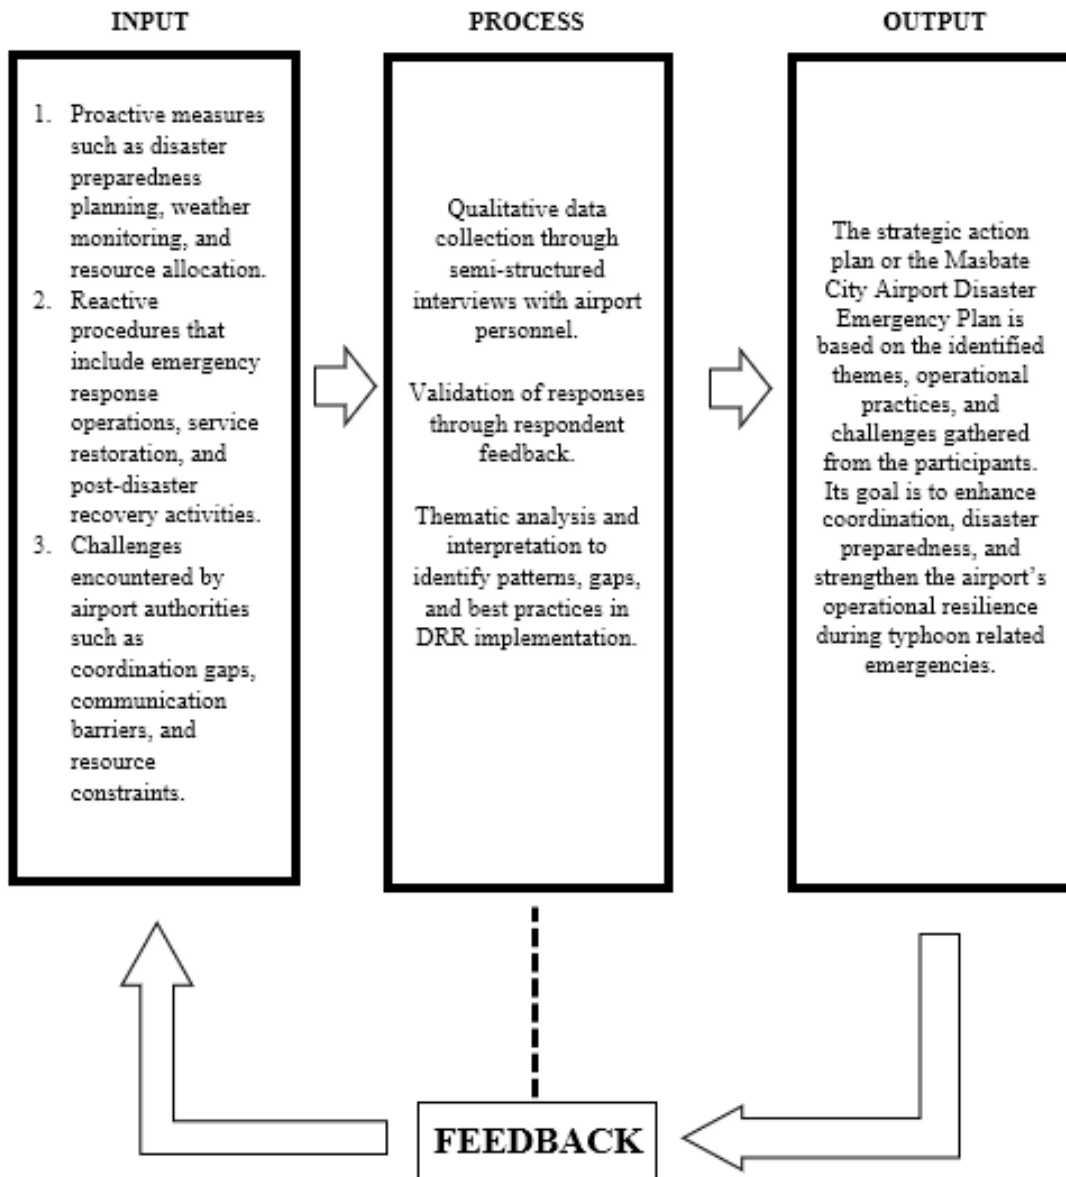 INPUT
1. Proactive measures
such as disaster
preparedness
planning, weather
monitoring, and
resource allocation.
2. Reactive
procedures that
include emergency
response
operations, service
restoration, and
post-disaster
recovery activities.
3. Challenges
encountered by
airport authorities
such as
coordination gaps,
communication
barriers, and
resource
constraints.
PROCESS
Qualitative data
collection through
semi-structured
interviews with airport
personnel.
Validation of responses
through respondent
feedback.
Thematic analysis and
interpretation to
identify patterns, gaps,
and best practices in
DRR implementation.
OUTPUT
The strategic action
plan or the Masbate
City Airport Disaster
Emergency Plan is
based on the identified
themes, operational
practices, and
challenges gathered
from the participants.
Its goal is to enhance
coordination, disaster
preparedness, and
strengthen the airport’s
operational resilience
during typhoon related
emergencies.
FEEDBACK